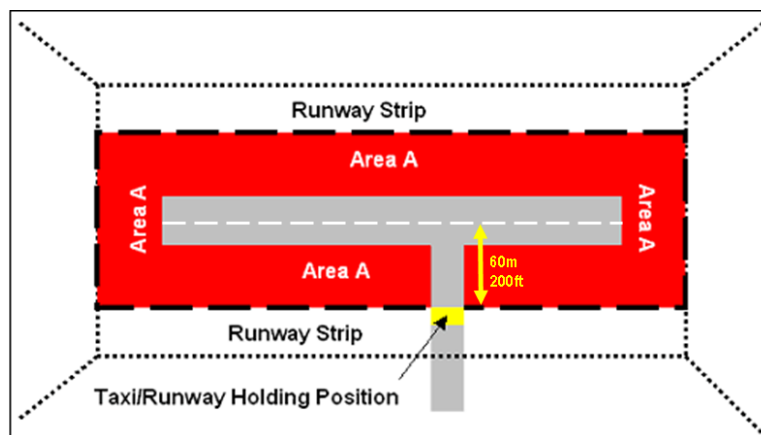 Runway Strip
Area A
Area A
Area A
Area A
60m
200ft
Runway Strip
Taxi/Runway Holding Position